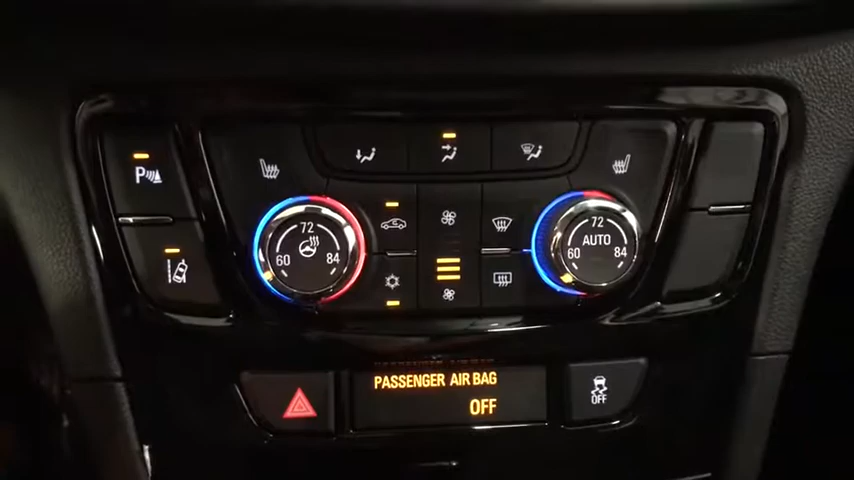 P
72
60 84
72
AUTO
60 84
PASSENGER AIR BAG
OFF
OFF